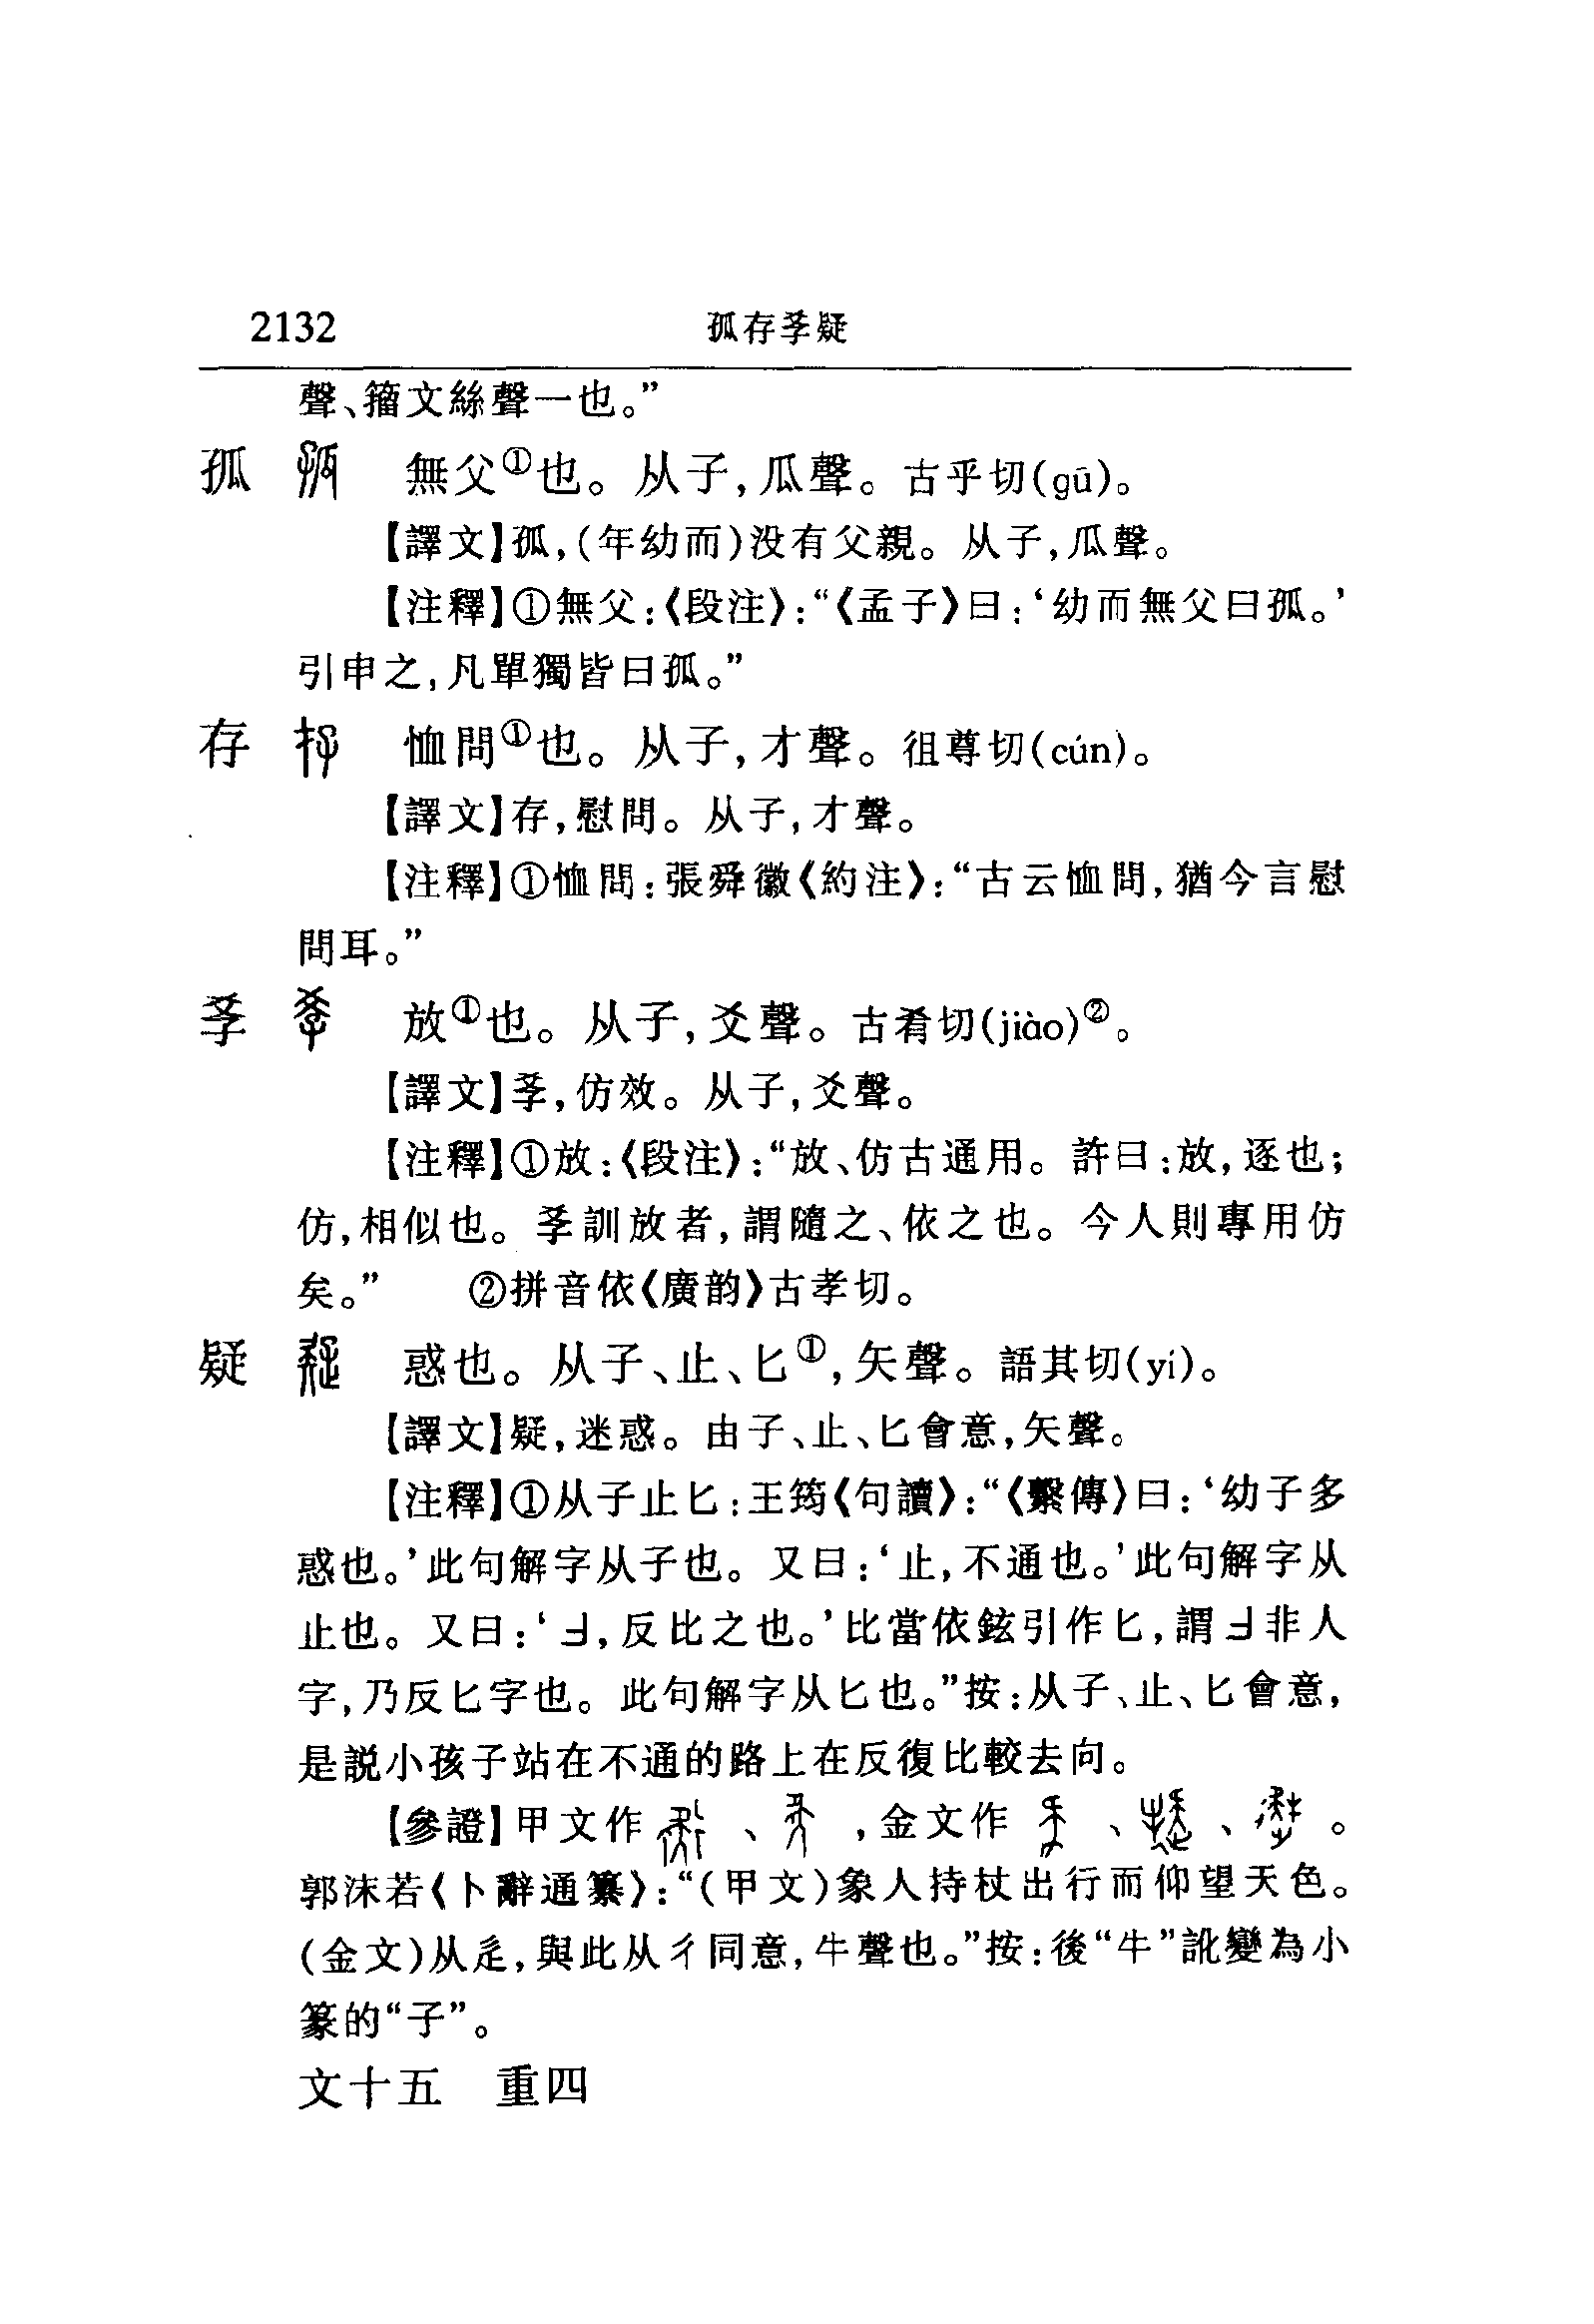 2132 孤存孝疑
聲、籀文絲聲一也。”
孤 無父①也。从子,瓜聲。古乎切(gū)。
【譯文】孤,(年幼而)没有父親。从子,瓜聲。
【注釋】①無父:《段注》:“《孟子》曰:‘幼而無父曰孤。’
引申之,凡單獨皆曰孤。”
存 恤問①也。从子,才聲。徂尊切(cún)。
【譯文】存,慰問。从子,才聲。
【注釋】①恤問:張舜徽《約注》:“古云恤問,猶今言慰
問耳。”
㝅 放①也。从子,爻聲。古肴切(jiào)②。
【譯文】,仿效。从子,爻聲。
【注釋】①放:《段注》:“放、仿古通用。許曰:放,逐也;
仿,相似也。訓放者,謂隨之、依之也。今人則專用仿
矣。” ②拼音依《廣韵》古孝切。
疑 惑也。从子、止、匕①,矢聲。語其切(yí)。
【譯文】疑,迷惑。由子、止、匕會意,矢聲。
【注釋】①从子止匕:王筠《句讀》:“《繫傳》曰:‘幼子多
惑也。’此句解字从子也。又曰:‘止,不通也。’此句解字从
止也。又曰:‘,反比之也。’比當依鉉引作匕,謂非人
字,乃反匕字也。此句解字从匕也。”按:从子、止、匕會意,
是説小孩子站在不通的路上在反復比較去向。
【參證】甲文作 、 ,金文作 、 、 。
郭沫若《卜辭通纂》:“(甲文)象人持杖出行而仰望天色。
(金文)从辵,與此从彳同意,牛聲也。”按:後“牛”訛變為小
篆的“子”。
文十五 重四